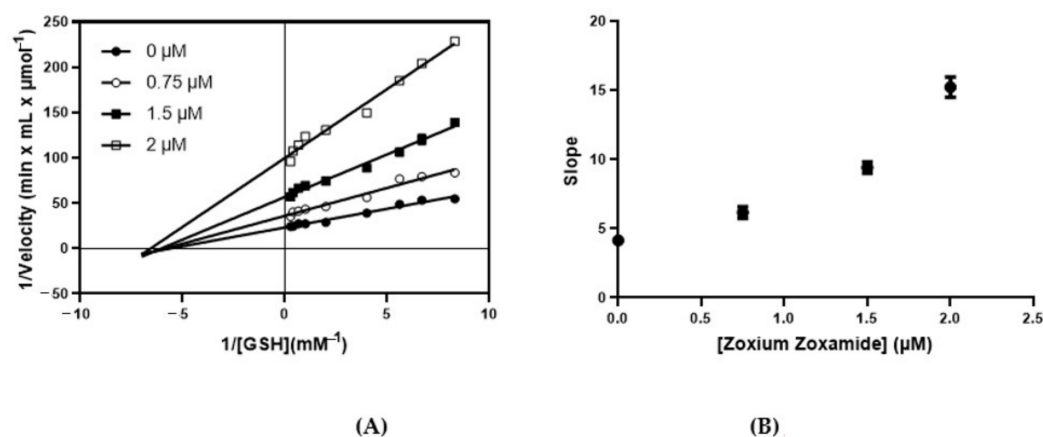 250
200
150
100
50
0
−50
−10
−5
0
5
10
1/Velocity (min x mL x µmol⁻¹)
1/[GSH](mM⁻¹)
0 µM
0.75 µM
1.5 µM
2 µM
20
15
10
5
0
0.0
0.5
1.0
1.5
2.0
2.5
Slope
[Zoxium Zoxamide] (µM)
(A)
(B)